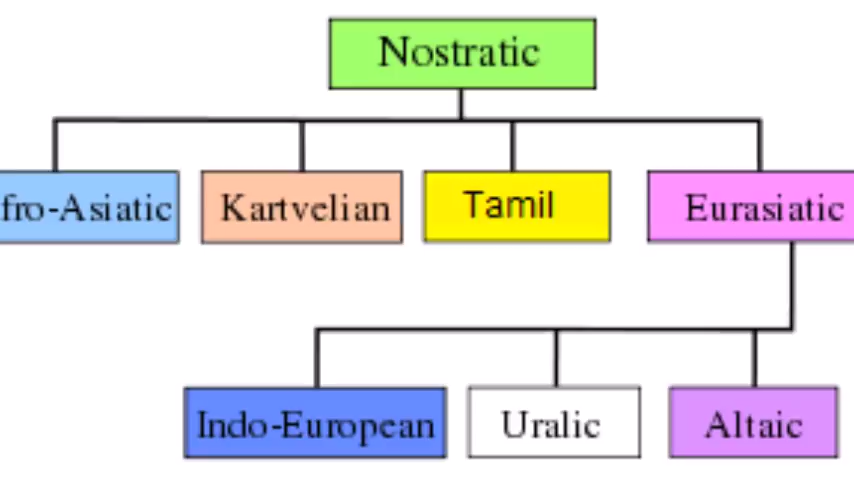 Nostratic
fro-Asiatic
Kartvelian
Tamil
Eurasiatic
Indo-European
Uralic
Altaic